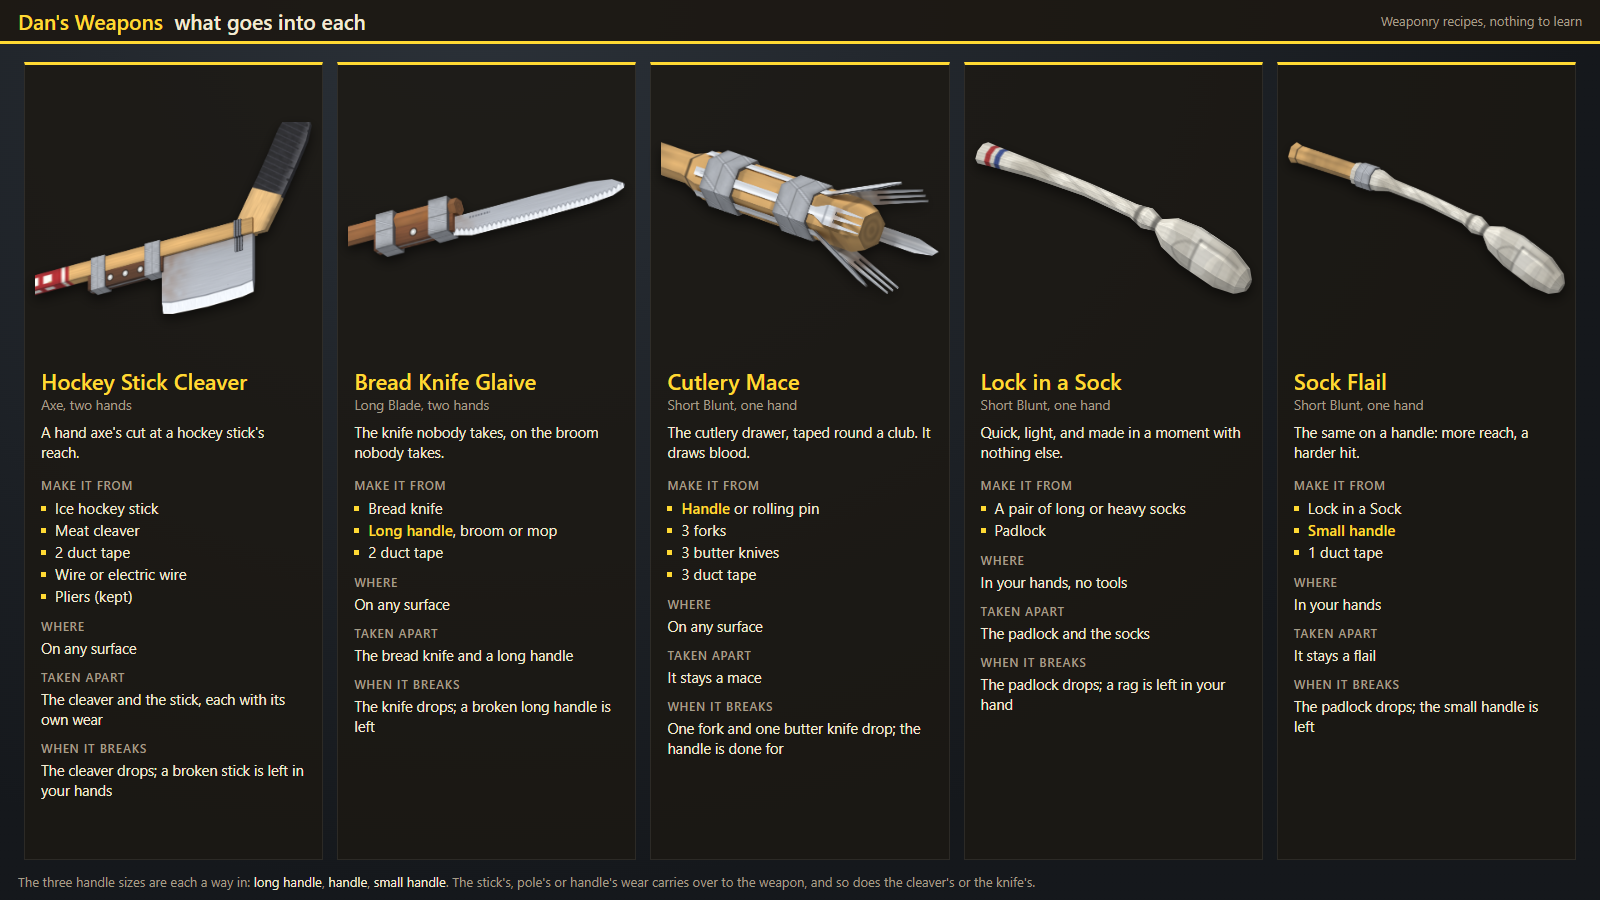 Dan's Weapons what goes into each
Weaponry recipes, nothing to learn
Hockey Stick Cleaver
Axe, two hands
A hand axe's cut at a hockey stick's
reach.
MAKE IT FROM
Ice hockey stick
Meat cleaver
2 duct tape
Wire or electric wire
Pliers (kept)
WHERE
On any surface
TAKEN APART
The cleaver and the stick, each with its
own wear
WHEN IT BREAKS
The cleaver drops; a broken stick is left in
your hands
Bread Knife Glaive
Long Blade, two hands
The knife nobody takes, on the broom
nobody takes.
MAKE IT FROM
Bread knife
Long handle, broom or mop
2 duct tape
WHERE
On any surface
TAKEN APART
The bread knife and a long handle
WHEN IT BREAKS
The knife drops; a broken long handle is
left
Cutlery Mace
Short Blunt, one hand
The cutlery drawer, taped round a club. It
draws blood.
MAKE IT FROM
Handle or rolling pin
3 forks
3 butter knives
3 duct tape
WHERE
On any surface
TAKEN APART
It stays a mace
WHEN IT BREAKS
One fork and one butter knife drop; the
handle is done for
Lock in a Sock
Short Blunt, one hand
Quick, light, and made in a moment with
nothing else.
MAKE IT FROM
A pair of long or heavy socks
Padlock
WHERE
In your hands, no tools
TAKEN APART
The padlock and the socks
WHEN IT BREAKS
The padlock drops; a rag is left in your
hand
Sock Flail
Short Blunt, one hand
The same on a handle: more reach, a
harder hit.
MAKE IT FROM
Lock in a Sock
Small handle
1 duct tape
WHERE
In your hands
TAKEN APART
It stays a flail
WHEN IT BREAKS
The padlock drops; the small handle is
left
The three handle sizes are each a way in: long handle, handle, small handle. The stick's, pole's or handle's wear carries over to the weapon, and so does the cleaver's or the knife's.